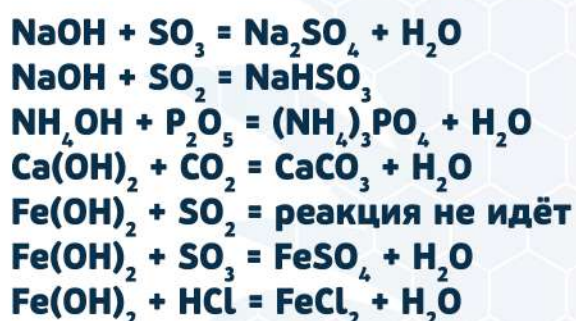 NaOH + SO₃ = Na₂SO₄ + H₂O
NaOH + SO₂ = NaHSO₃
NH₄OH + P₂O₅ = (NH₄)₃PO₄ + H₂O
Ca(OH)₂ + CO₂ = CaCO₃ + H₂O
Fe(OH)₂ + SO₂ = реакция не идёт
Fe(OH)₂ + SO₃ = FeSO₄ + H₂O
Fe(OH)₂ + HCl = FeCl₂ + H₂O